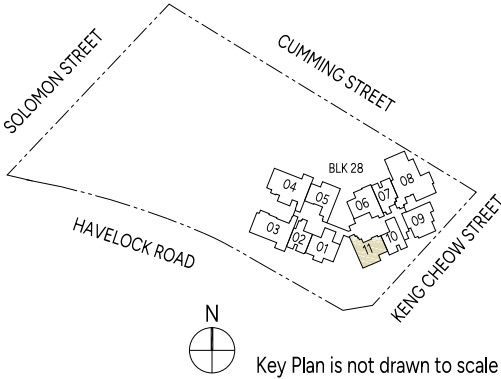 SOLOMON STREET
CUMMING STREET
BLK 28
04
05
06
07
08
03
02
01
11
10
09
HAVELOCK ROAD
KENG CHEOW STREET
N
Key Plan is not drawn to scale